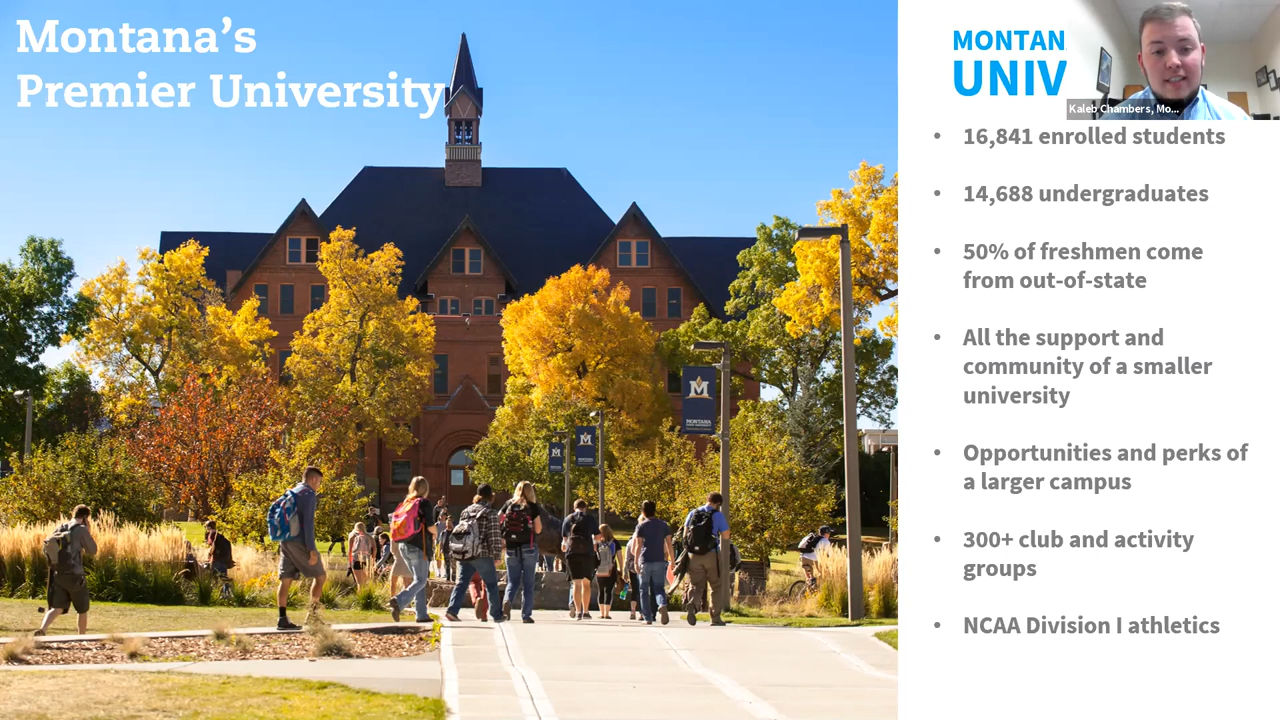 Montana's
Premier University
MONTAN
UNIV
Kaleb Chambers, Mo...
• 16,841 enrolled students
• 14,688 undergraduates
• 50% of freshmen come
from out-of-state
• All the support and
community of a smaller
university
• Opportunities and perks of
a larger campus
• 300+ club and activity
groups
• NCAA Division I athletics
M
MONTANA
M
M